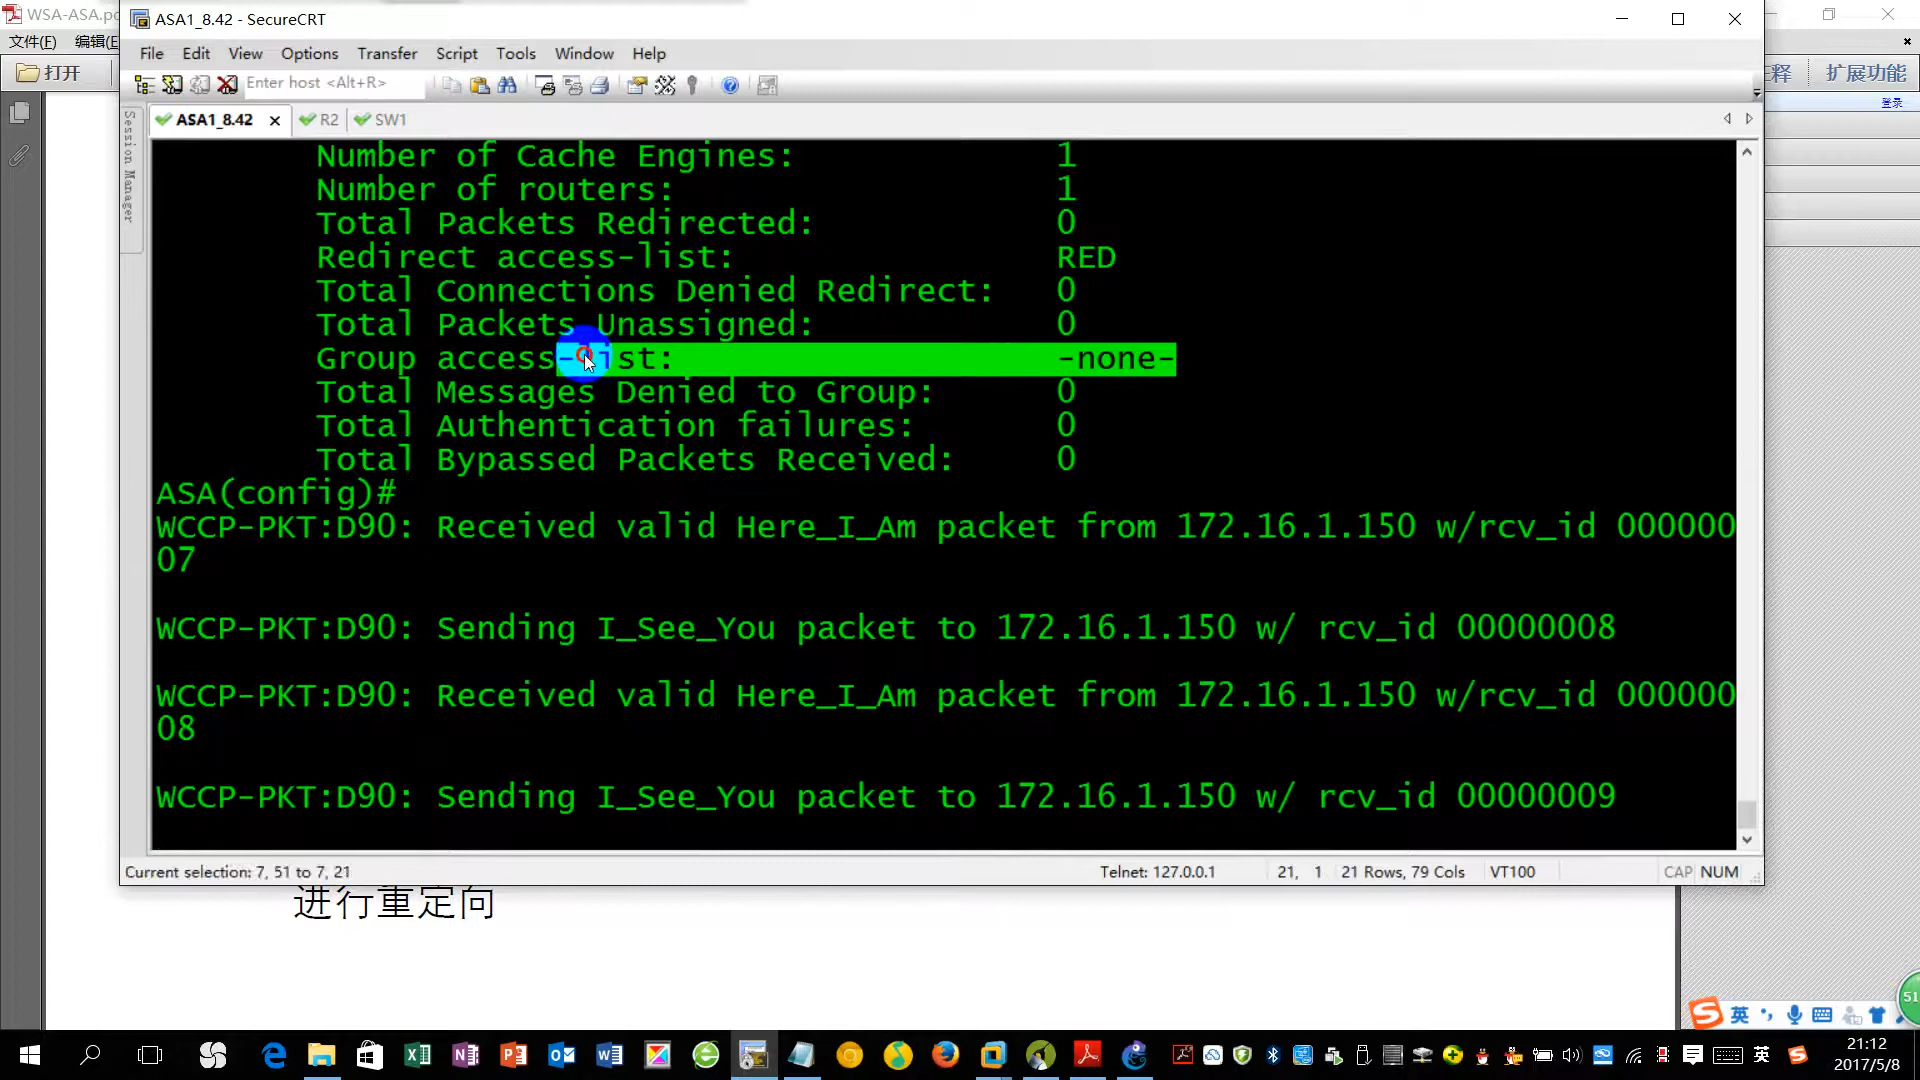 WSA-ASA.pd
ASA1_8.42 - SecureCRT
文件(F) 编辑(E
File Edit View Options Transfer Script Tools Window Help
打开
Enter host <Alt+R>
释 扩展功能
登录
ASA1_8.42 R2 SW1
Session Manager
Number of Cache Engines: 1
Number of routers: 1
Total Packets Redirected: 0
Redirect access-list: RED
Total Connections Denied Redirect: 0
Total Packets Unassigned: 0
Group access-list: -none-
Total Messages Denied to Group: 0
Total Authentication failures: 0
Total Bypassed Packets Received: 0
ASA(config)#
WCCP-PKT:D90: Received valid Here_I_Am packet from 172.16.1.150 w/rcv_id 000000
07
WCCP-PKT:D90: Sending I_See_You packet to 172.16.1.150 w/ rcv_id 00000008
WCCP-PKT:D90: Received valid Here_I_Am packet from 172.16.1.150 w/rcv_id 000000
08
WCCP-PKT:D90: Sending I_See_You packet to 172.16.1.150 w/ rcv_id 00000009
Current selection: 7, 51 to 7, 21 Telnet: 127.0.0.1 21, 1 21 Rows, 79 Cols VT100 CAP NUM
进行重定向
51
英
英
21:12
2017/5/8